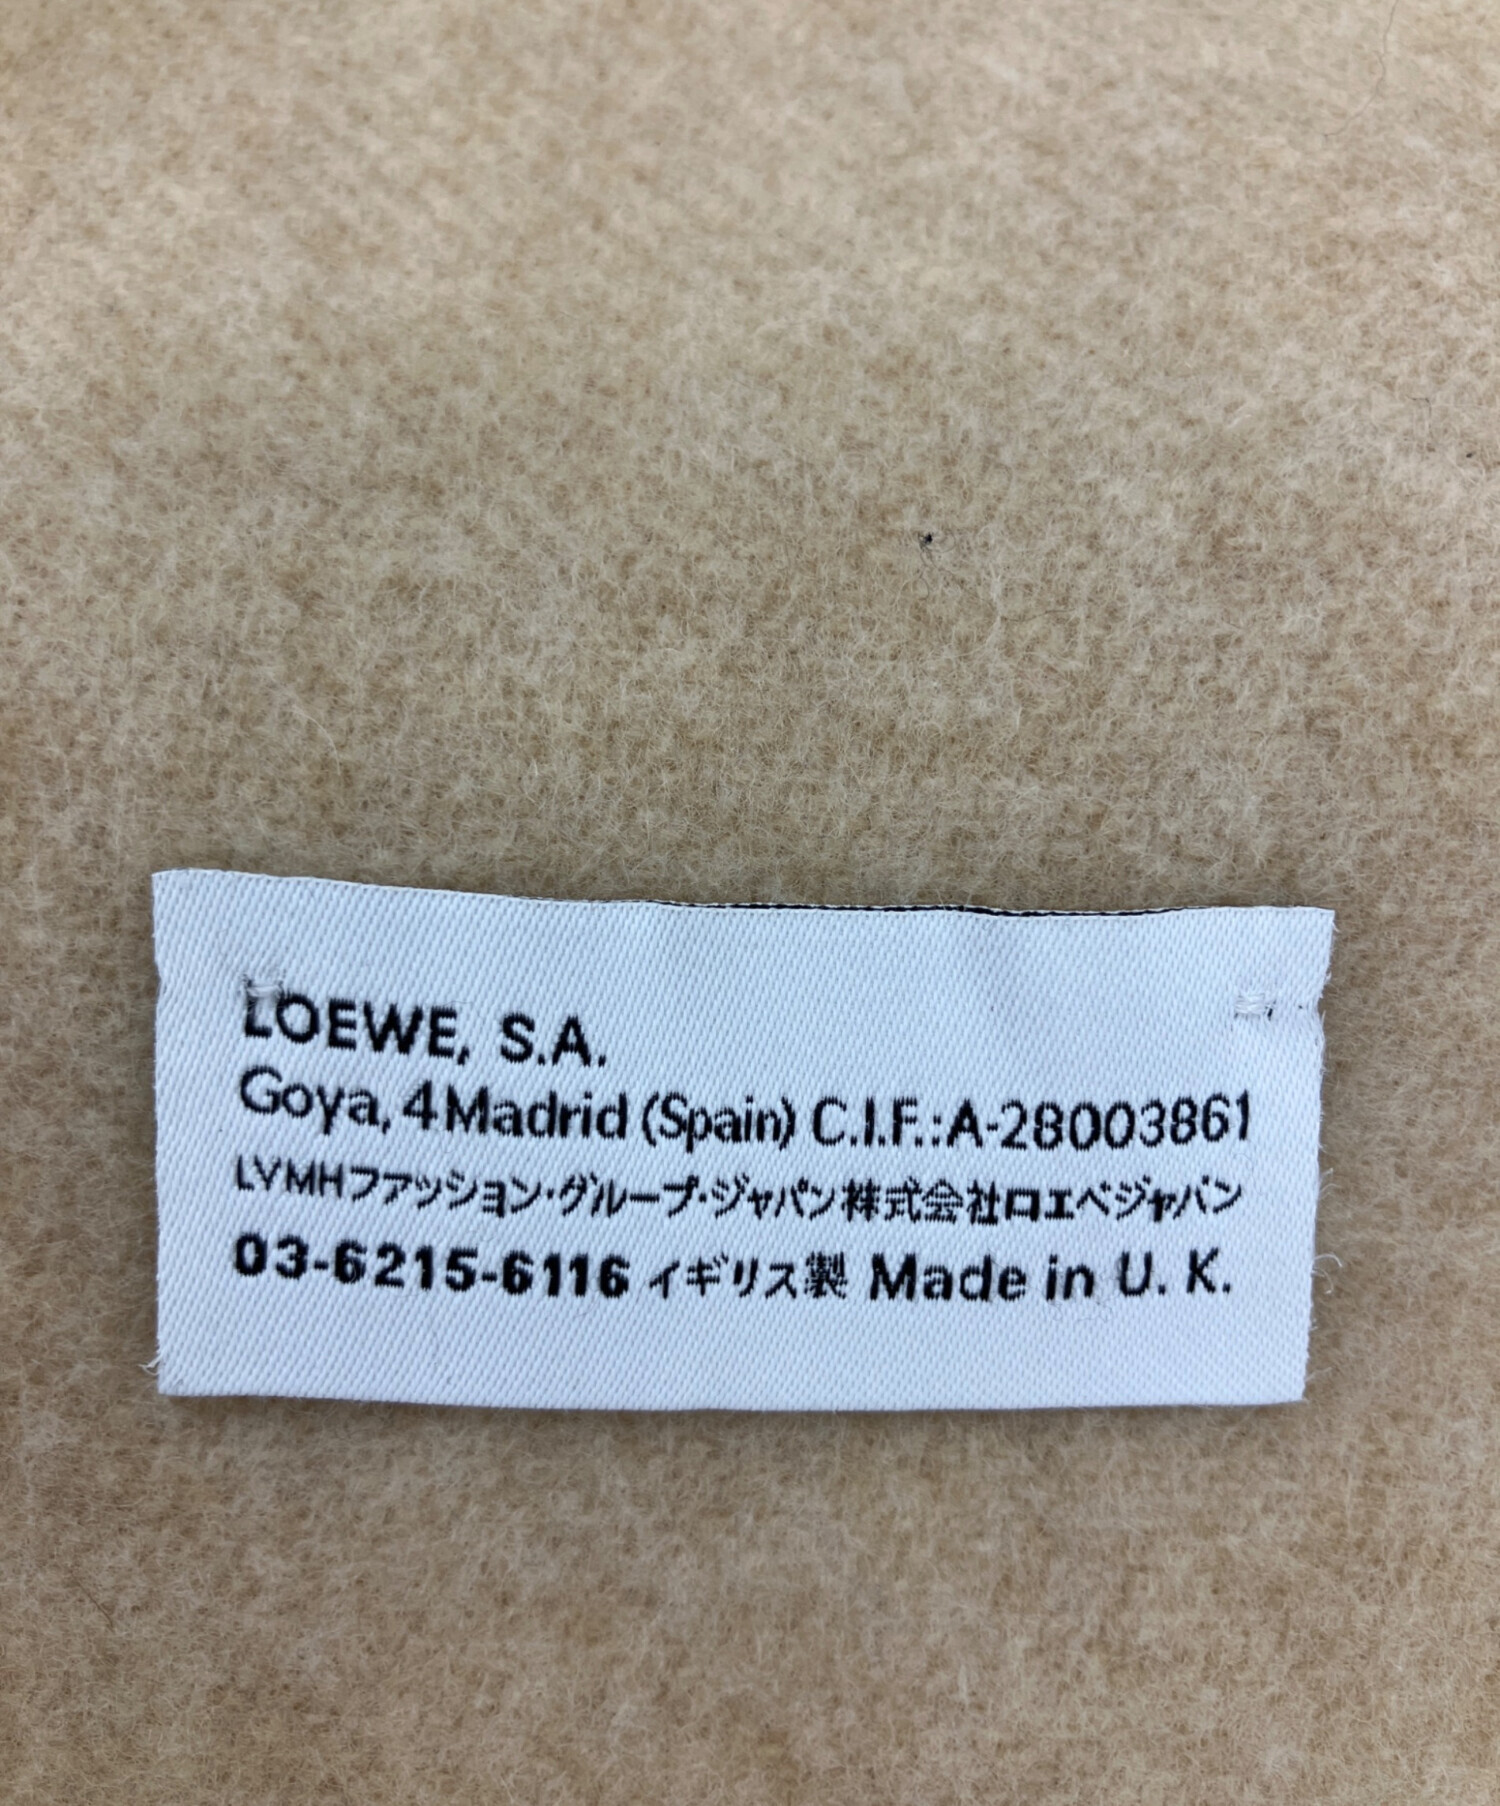 LOEWE, S.A.
Goya, 4 Madrid (Spain) C.I.F.:A-28003861
LVMHファッション・グループ・ジャパン株式会社ロエベジャパン
03-6215-6116 イギリス製 Made in U. K.